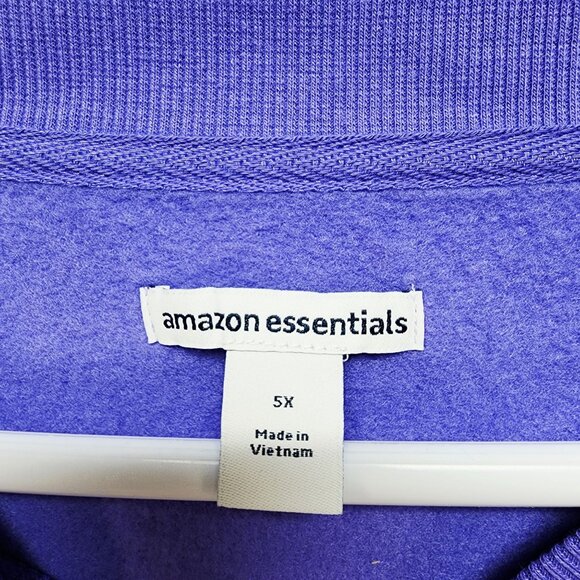 amazon essentials
5X
Made in
Vietnam